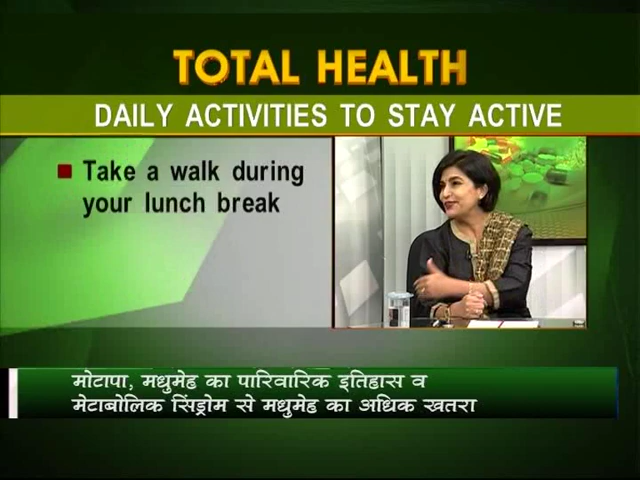 TOTAL HEALTH
DAILY ACTIVITIES TO STAY ACTIVE
Take a walk during
your lunch break
मोटापा, मधुमेह का पारिवारिक इतिहास व
मेटाबोलिक सिंड्रोम से मधुमेह का अधिक खतरा